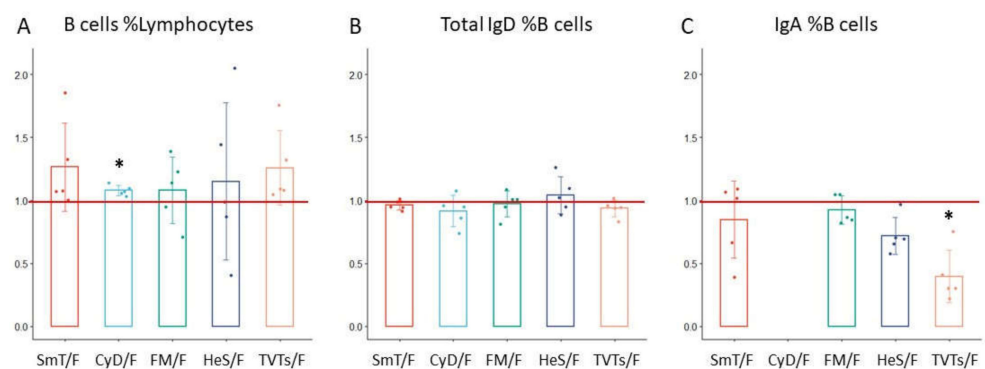 A B cells %Lymphocytes
2.0
1.5
*
1.0
0.5
0.0
SmT/F CyD/F FM/F HeS/F TVTs/F
B Total IgD %B cells
2.0
1.5
1.0
0.5
0.0
SmT/F CyD/F FM/F HeS/F TVTs/F
C IgA %B cells
2.0
1.5
1.0
*
0.5
0.0
SmT/F CyD/F FM/F HeS/F TVTs/F